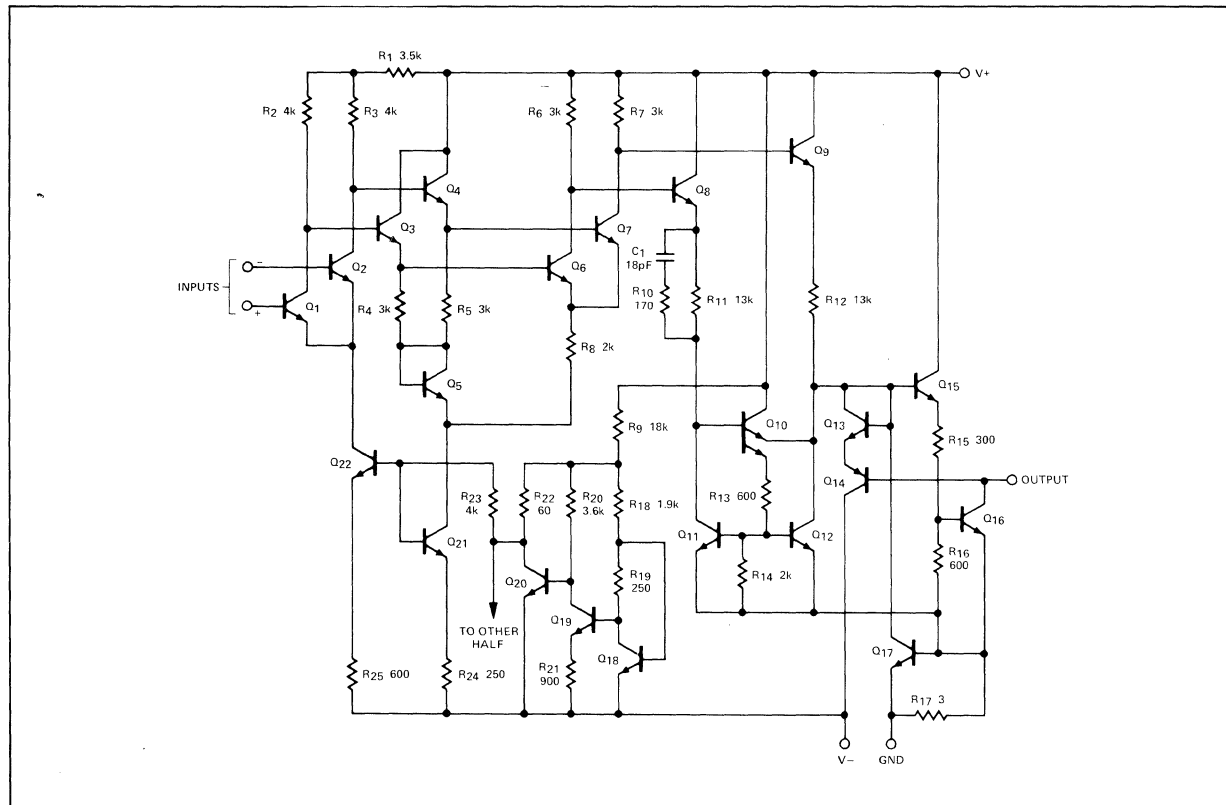 R1 3.5k
V+
R2 4k
R3 4k
R6 3k
R7 3k
Q9
Q4
Q8
Q3
Q7
C1
18pF
Q2
Q6
INPUTS
−
+
Q1
R4 3k
R5 3k
R10
170
R11 13k
R12 13k
R8 2k
Q5
Q15
R9 18k
Q10
Q13
R15 300
Q22
Q14
OUTPUT
R23
4k
R22
60
R20
3.6k
R18 1.9k
R13 600
Q16
Q11
Q12
Q21
R16
600
R14 2k
R19
250
Q20
TO OTHER
HALF
Q19
Q17
Q18
R21
900
R25 600
R24 250
R17 3
V−
GND